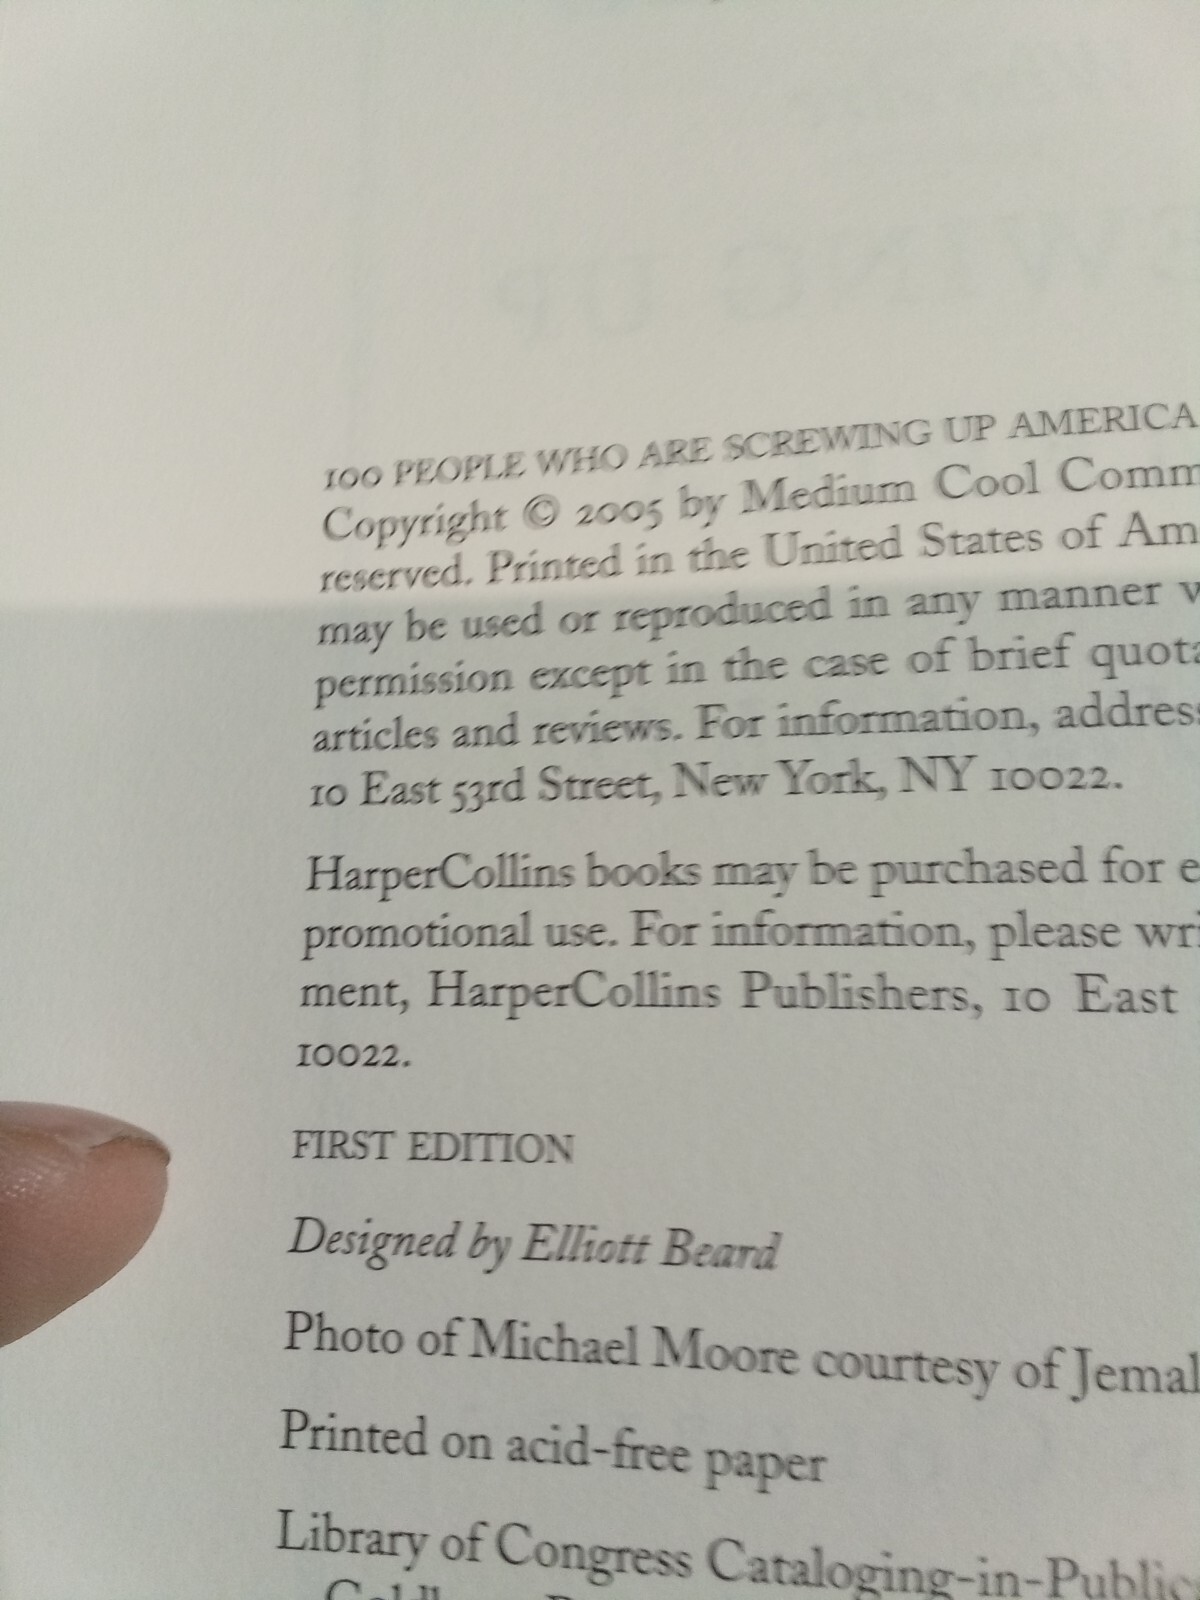 100 PEOPLE WHO ARE SCREWING UP AMERICA
Copyright © 2005 by Medium Cool Comm
reserved. Printed in the United States of Am
may be used or reproduced in any manner w
permission except in the case of brief quota
articles and reviews. For information, address
10 East 53rd Street, New York, NY 10022.
HarperCollins books may be purchased for e
promotional use. For information, please wri
ment, HarperCollins Publishers, 10 East
10022.
FIRST EDITION
Designed by Elliott Beard
Photo of Michael Moore courtesy of Jemal
Printed on acid-free paper
Library of Congress Cataloging-in-Public